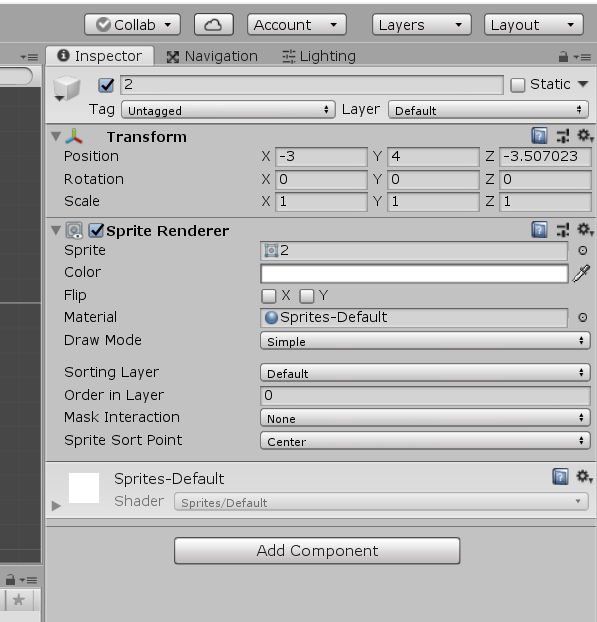 Collab Account Layers Layout
Inspector Navigation Lighting
2 Static
Tag Untagged Layer Default
Transform
Position X -3 Y 4 Z -3.507023
Rotation X 0 Y 0 Z 0
Scale X 1 Y 1 Z 1
Sprite Renderer
Sprite 2
Color
Flip X Y
Material Sprites-Default
Draw Mode Simple
Sorting Layer Default
Order in Layer 0
Mask Interaction None
Sprite Sort Point Center
Sprites-Default
Shader Sprites/Default
Add Component